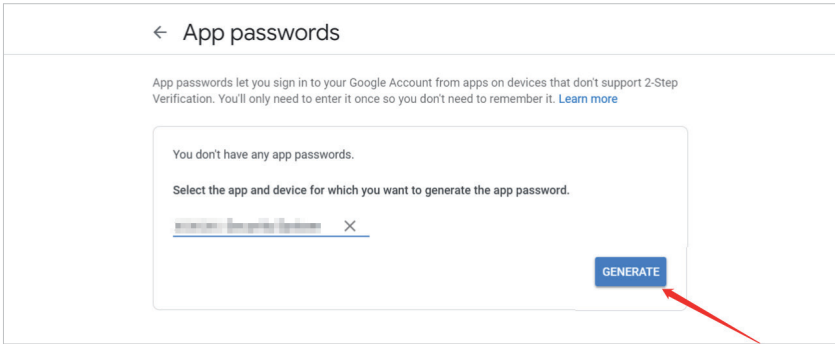 App passwords
App passwords let you sign in to your Google Account from apps on devices that don't support 2-Step
Verification. You'll only need to enter it once so you don't need to remember it. Learn more
You don't have any app passwords.
Select the app and device for which you want to generate the app password.
GENERATE